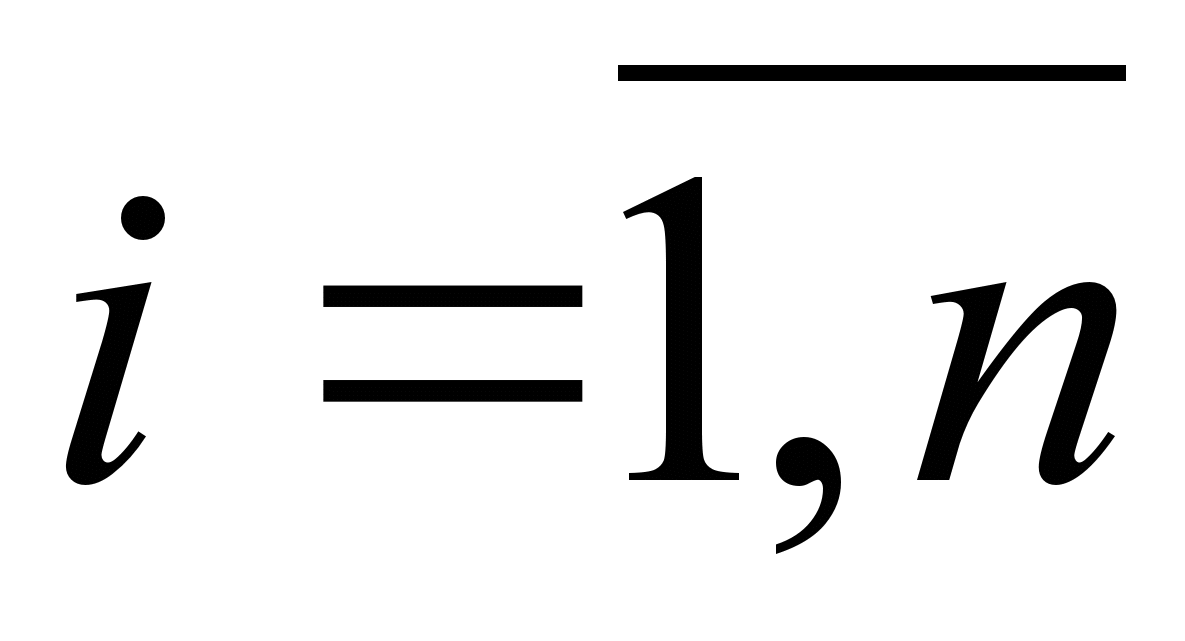 i = \overline{1, n}